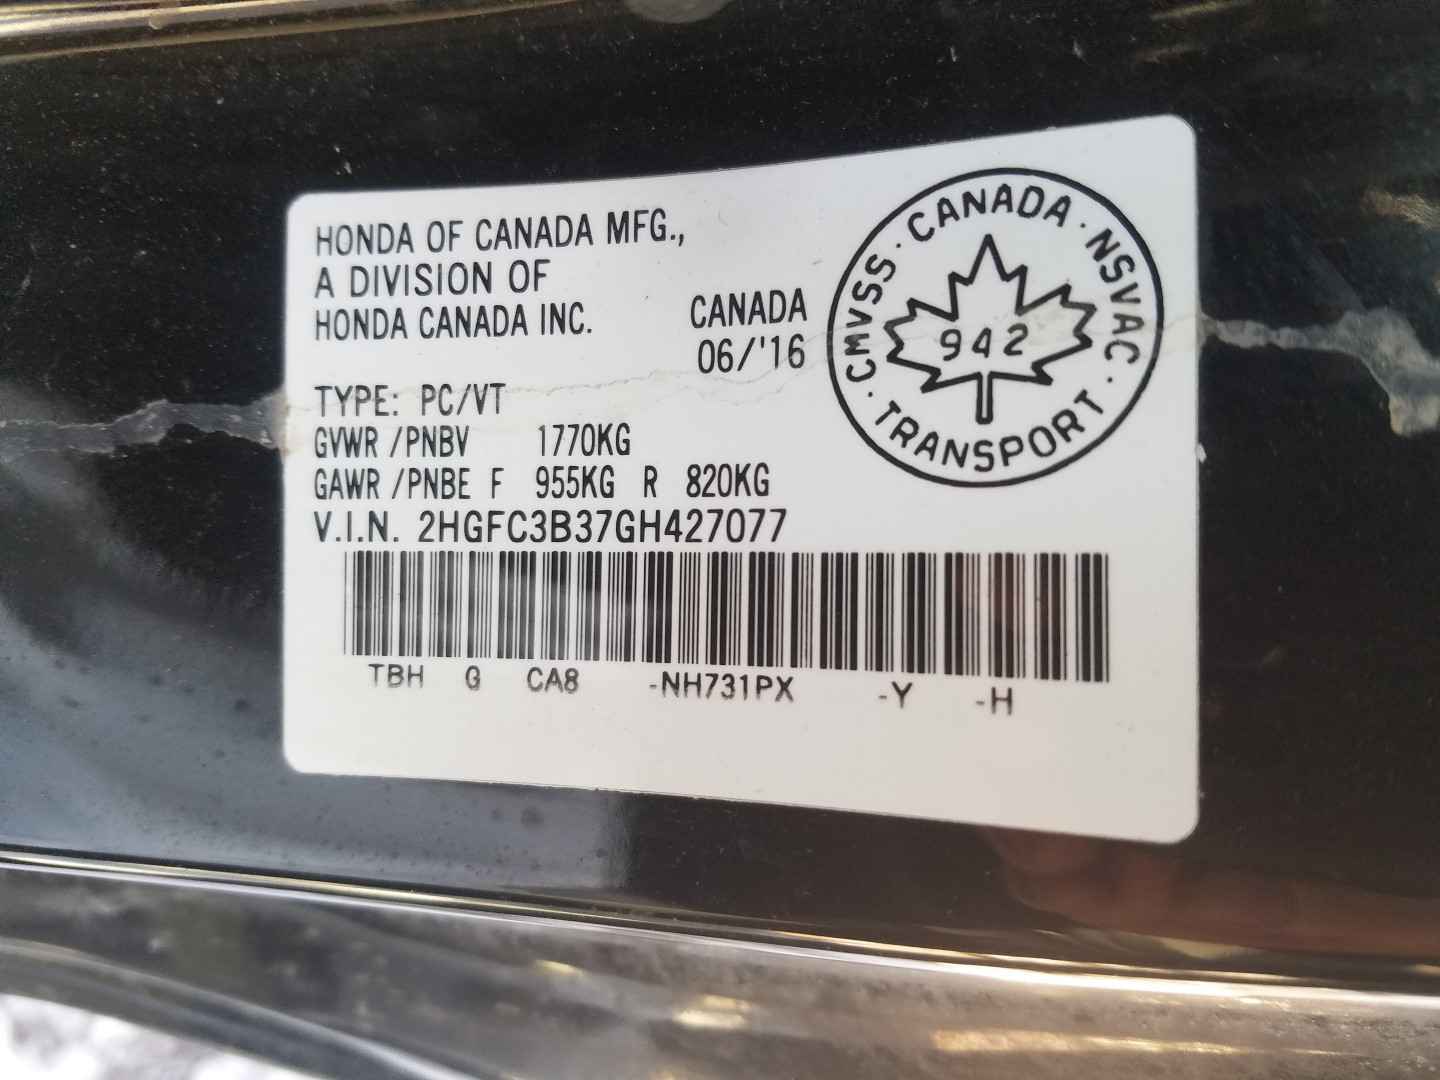 HONDA OF CANADA MFG.,
A DIVISION OF
HONDA CANADA INC.
CANADA
06/'16
CMVSS · CANADA · NSVAC · TRANSPORT ·
942
TYPE: PC/VT
GVWR /PNBV 1770KG
GAWR /PNBE F 955KG R 820KG
V.I.N. 2HGFC3B37GH427077
TBH G CA8 -NH731PX -Y -H